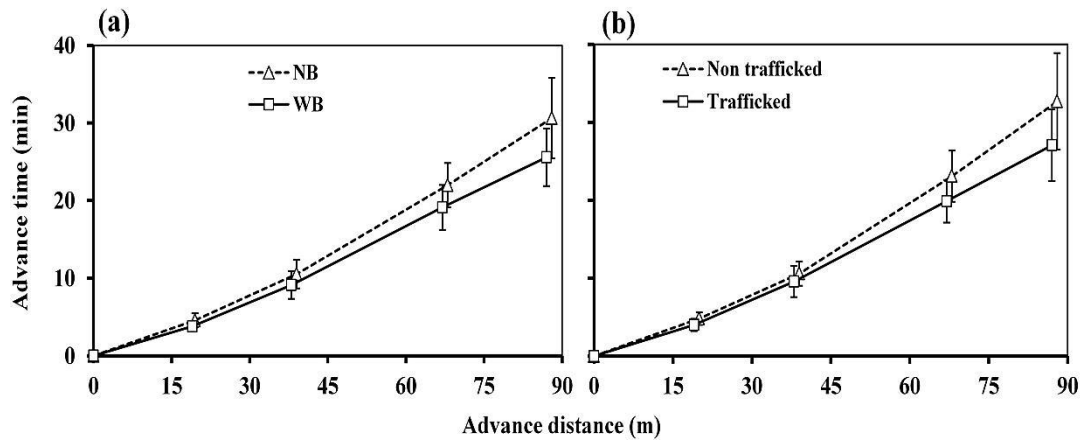 (a) (b)
40
30
20
10
0
NB
WB
Non trafficked
Trafficked
0 15 30 45 60 75 90 0 15 30 45 60 75 90
Advance time (min)
Advance distance (m)